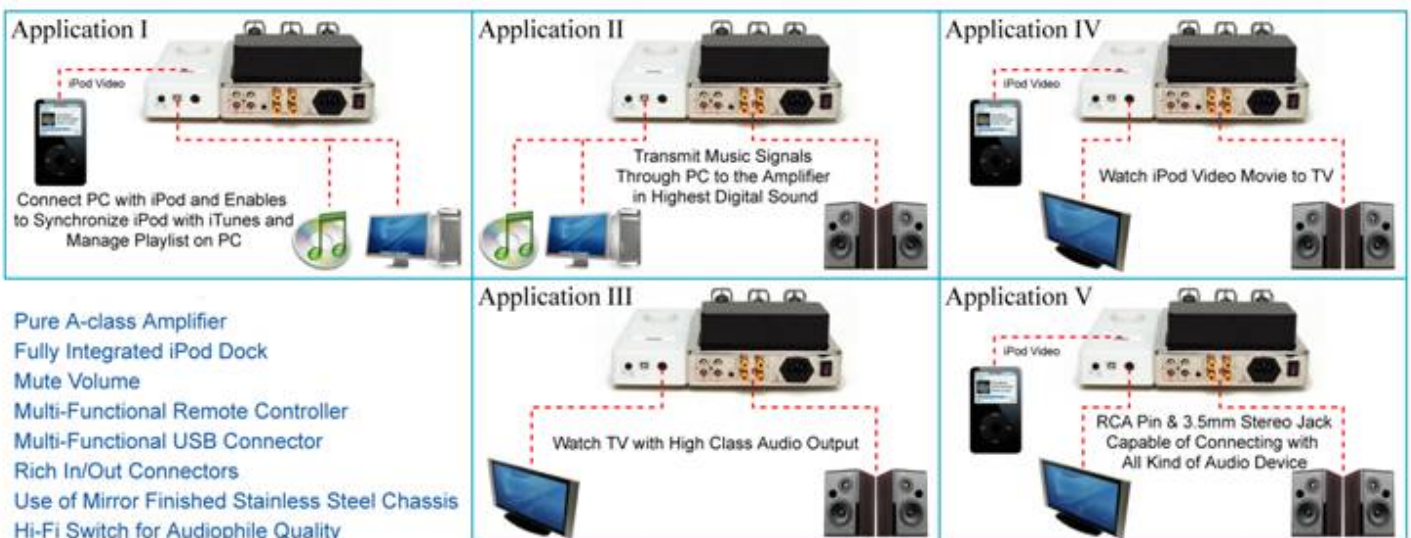 Application I
iPod Video
Connect PC with iPod and Enables
to Synchronize iPod with iTunes and
Manage Playlist on PC
Application II
Transmit Music Signals
Through PC to the Amplifier
in Highest Digital Sound
Application IV
iPod Video
Watch iPod Video Movie to TV
Pure A-class Amplifier
Fully Integrated iPod Dock
Mute Volume
Multi-Functional Remote Controller
Multi-Functional USB Connector
Rich In/Out Connectors
Use of Mirror Finished Stainless Steel Chassis
Hi-Fi Switch for Audiophile Quality
Application III
Watch TV with High Class Audio Output
Application V
iPod Video
RCA Pin & 3.5mm Stereo Jack
Capable of Connecting with
All Kind of Audio Device